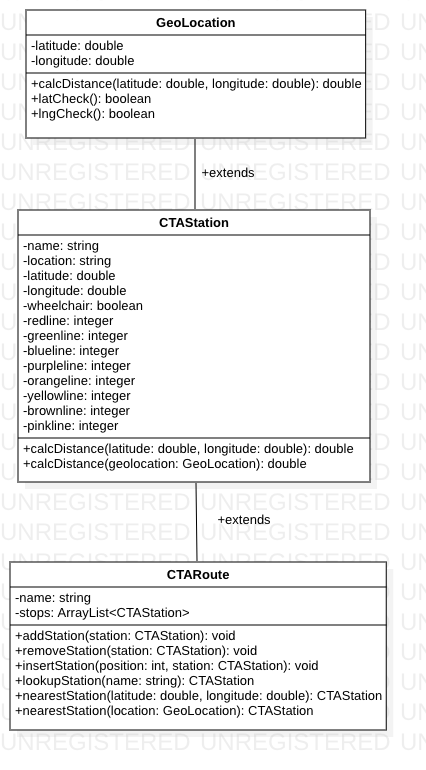 GeoLocation
-latitude: double
-longitude: double
+calcDistance(latitude: double, longitude: double): double
+latCheck(): boolean
+lngCheck(): boolean
+extends
CTAStation
-name: string
-location: string
-latitude: double
-longitude: double
-wheelchair: boolean
-redline: integer
-greenline: integer
-blueline: integer
-purpleline: integer
-orangeline: integer
-yellowline: integer
-brownline: integer
-pinkline: integer
+calcDistance(latitude: double, longitude: double): double
+calcDistance(geolocation: GeoLocation): double
UNREGISTERED UNREGISTERED UN
UNREGISTERED UNREGISTERED UN
+extends
CTARoute
-name: string
-stops: ArrayList<CTAStation>
+addStation(station: CTAStation): void
+removeStation(station: CTAStation): void
+insertStation(position: int, station: CTAStation): void
+lookupStation(name: string): CTAStation
+nearestStation(latitude: double, longitude: double): CTAStation
+nearestStation(location: GeoLocation): CTAStation
UNREGISTERED UNREGISTERED UN